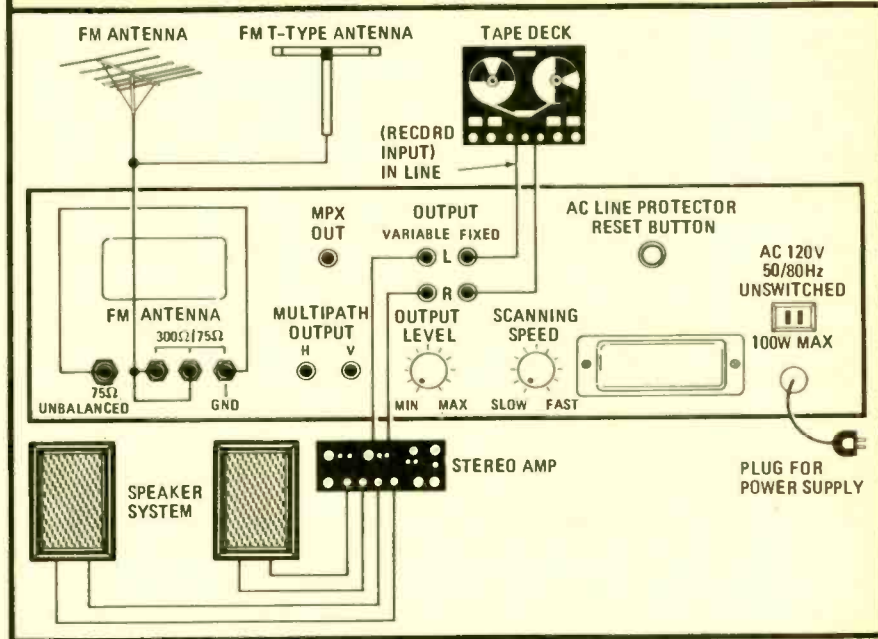 FM ANTENNA
FM T-TYPE ANTENNA
TAPE DECK
(RECORD
INPUT)
IN LINE
MPX
OUT
OUTPUT
VARIABLE FIXED
L
R
AC LINE PROTECTOR
RESET BUTTON
AC 120V
50/80Hz
UNSWITCHED
100W MAX
FM ANTENNA
300Ω/75Ω
75Ω
UNBALANCED
GND
MULTIPATH
OUTPUT
H V
OUTPUT
LEVEL
MIN MAX
SCANNING
SPEED
SLOW FAST
SPEAKER
SYSTEM
STEREO AMP
PLUG FOR
POWER SUPPLY